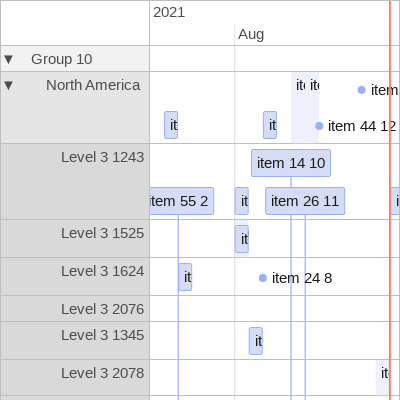 2021
Aug
▼ Group 10
▼ North America
it it
item
it it
item 44 12
Level 3 1243
item 14 10
item 55 2 it item 26 11 i
Level 3 1525
it
Level 3 1624
it
item 24 8
Level 3 2076
Level 3 1345
it
Level 3 2078
it